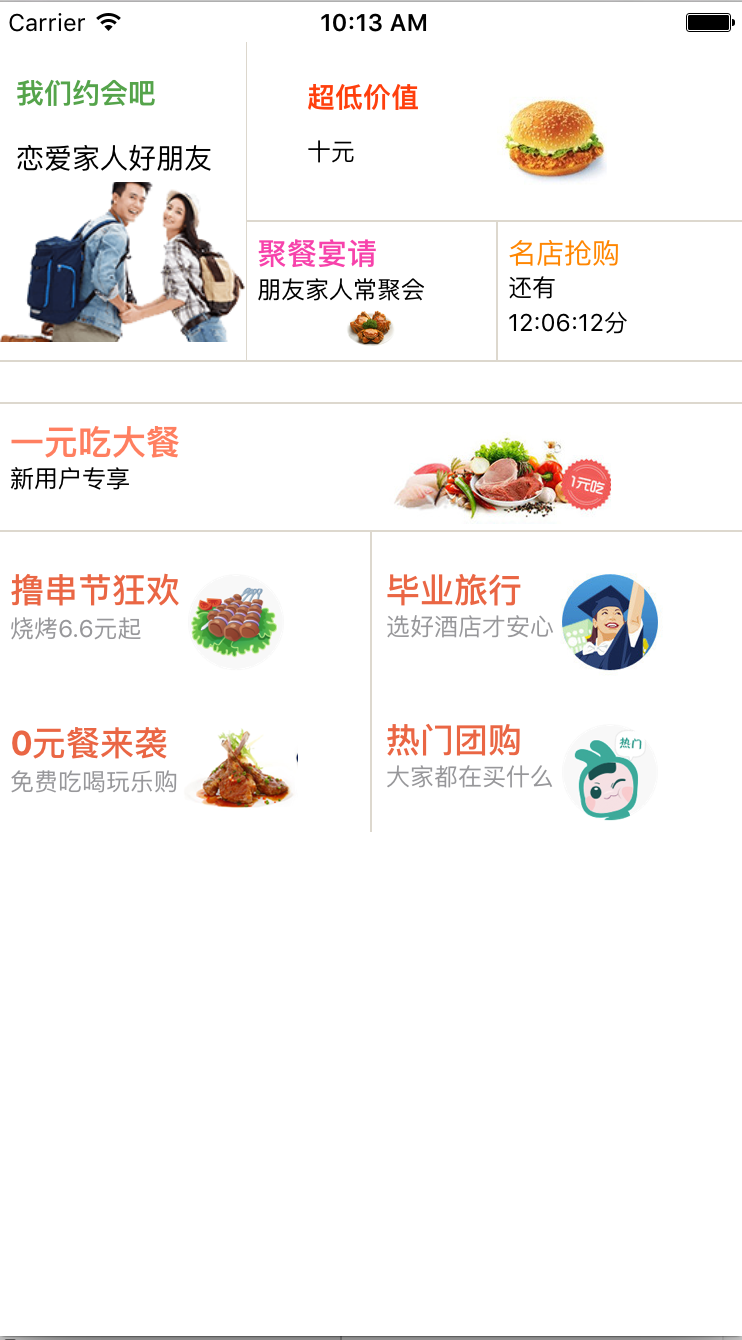 Carrier
10:13 AM
我们约会吧
恋爱家人好朋友
超低价值
十元
聚餐宴请
朋友家人常聚会
名店抢购
还有
12:06:12分
一元吃大餐
新用户专享
1元吃
撸串节狂欢
烧烤6.6元起
毕业旅行
选好酒店才安心
0元餐来袭
免费吃喝玩乐购
热门团购
大家都在买什么
热门